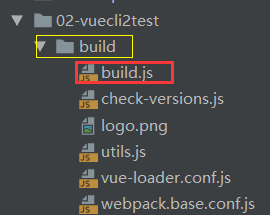 02-vuecli2test
build
build.js
check-versions.js
logo.png
utils.js
vue-loader.conf.js
webpack.base.conf.js